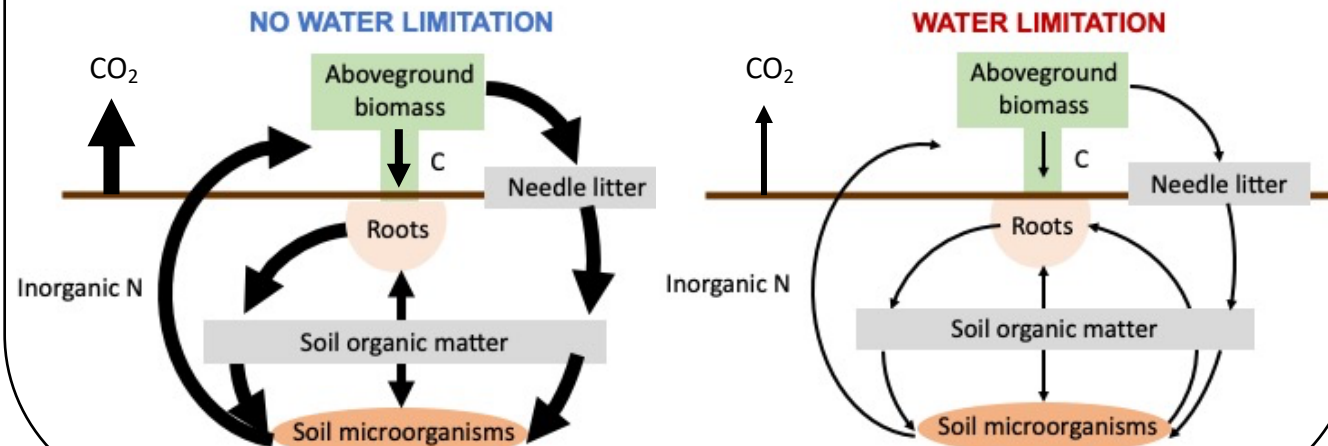 NO WATER LIMITATION
CO₂
Aboveground
biomass
C
Needle litter
Roots
Inorganic N
Soil organic matter
Soil microorganisms
WATER LIMITATION
CO₂
Aboveground
biomass
C
Needle litter
Roots
Inorganic N
Soil organic matter
Soil microorganisms